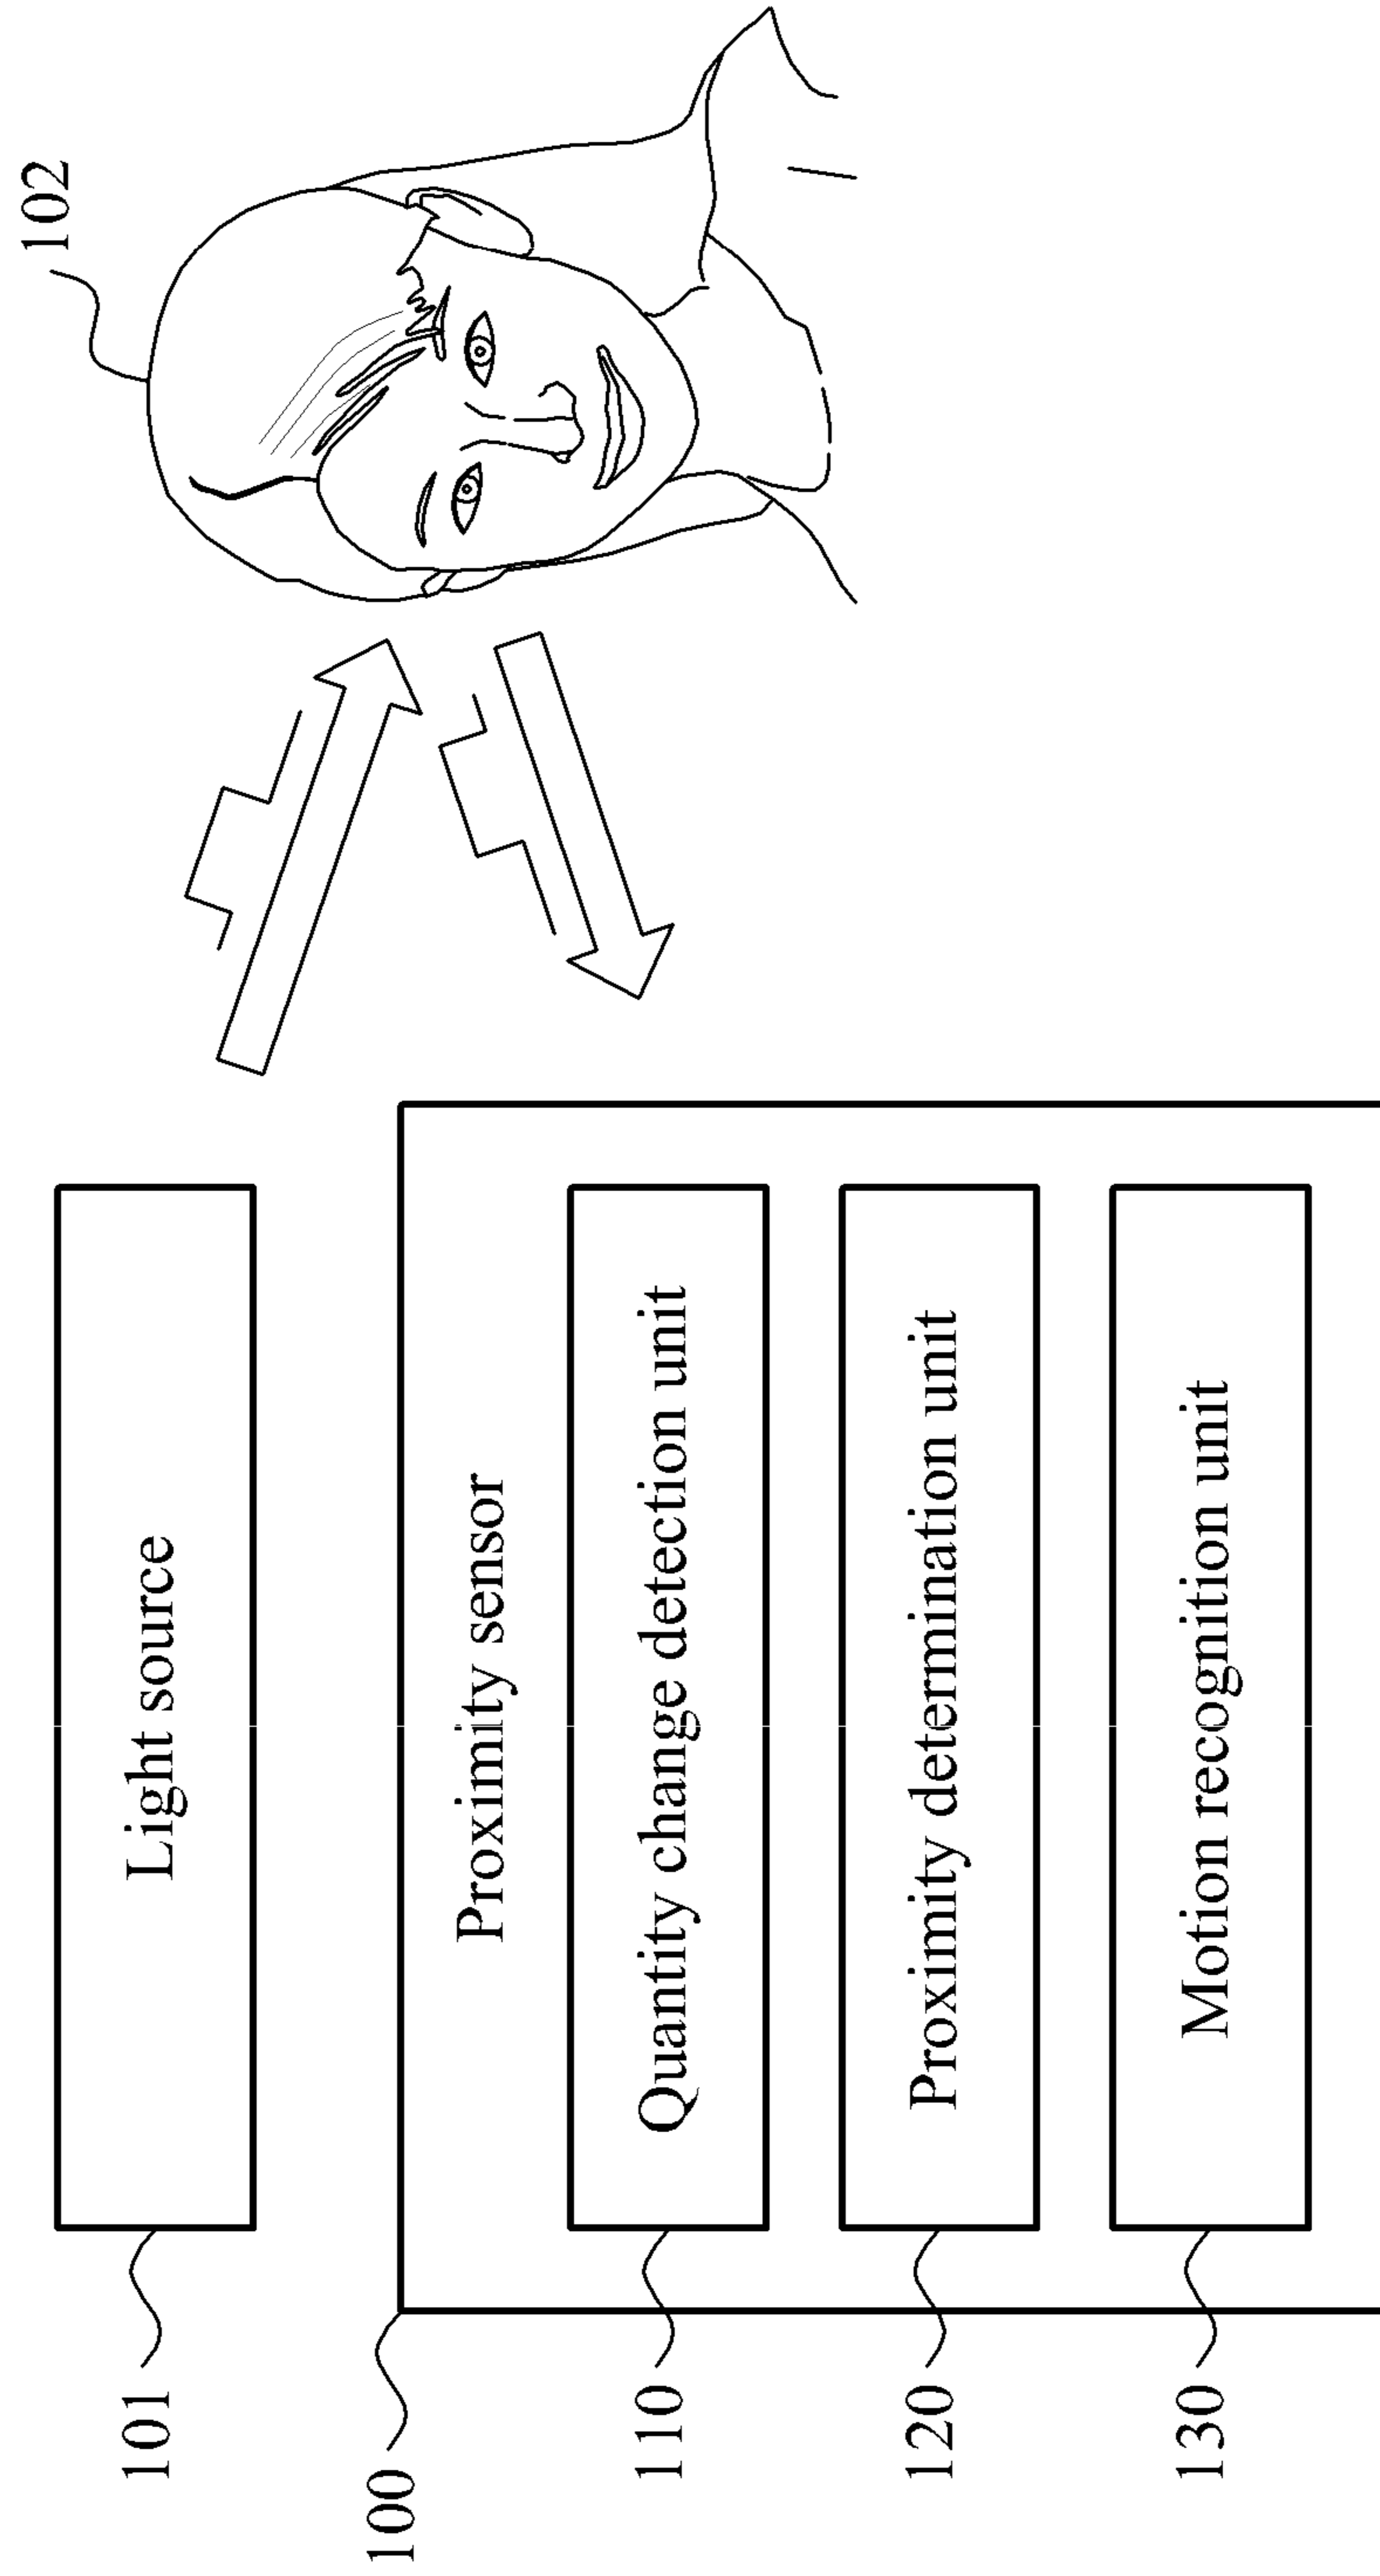 102
101
Light source
100
Proximity sensor
110
Quantity change detection unit
120
Proximity determination unit
130
Motion recognition unit